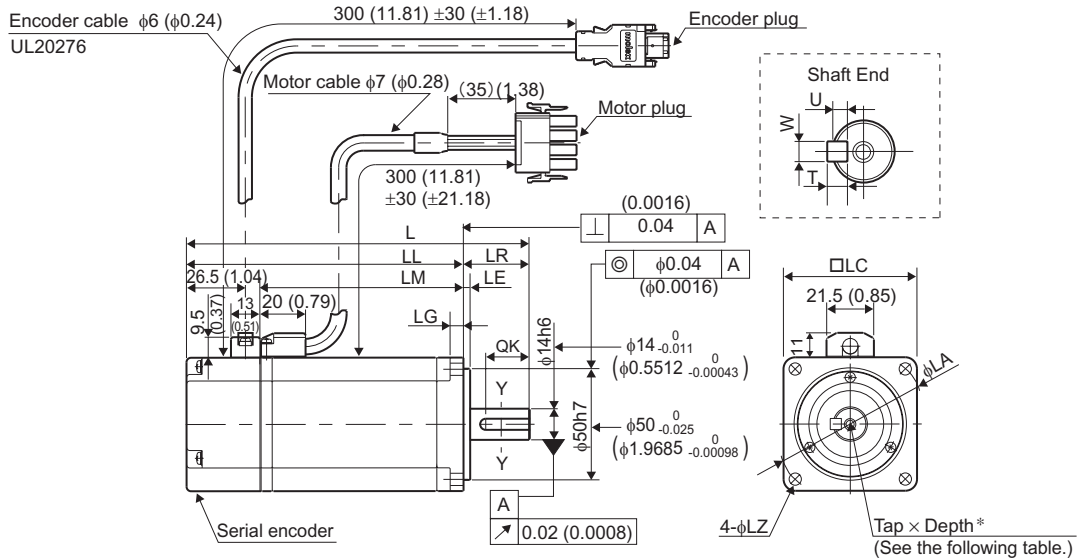 Encoder cable ϕ6 (ϕ0.24)
UL20276
300 (11.81) ±30 (±1.18)
Encoder plug
Motor cable ϕ7 (ϕ0.28)
(35)(1.38)
Motor plug
300 (11.81)
±30 (±21.18)
Shaft End
U
W
T
(0.0016)
⊥ 0.04 A
◎ ϕ0.04 A
(ϕ0.0016)
L
LL
LR
26.5 (1.04)
LM
LE
13
(0.51)
20 (0.79)
9.5
(0.37)
LG
QK
ϕ14h6
ϕ14 0 -0.011
(ϕ0.5512 0 -0.00043)
Y
Y
ϕ50h7
ϕ50 0 -0.025
(ϕ1.9685 0 -0.00098)
A
↗ 0.02 (0.0008)
Serial encoder
□LC
21.5 (0.85)
11
ϕLA
4-ϕLZ
Tap × Depth*
(See the following table.)